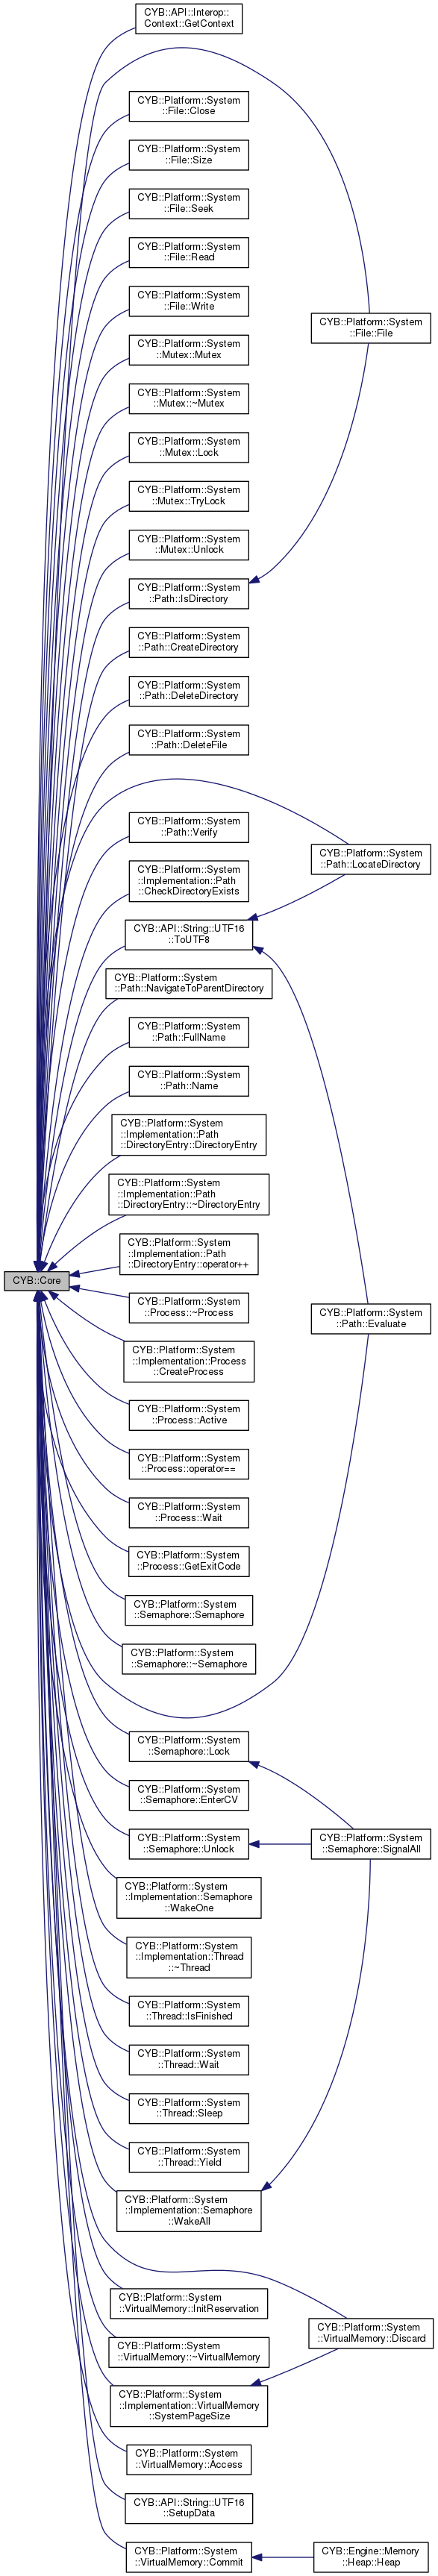 CYB::API::Interop::
Context::GetContext
CYB::Platform::System
::File::Close
CYB::Platform::System
::File::Size
CYB::Platform::System
::File::Seek
CYB::Platform::System
::File::Read
CYB::Platform::System
::File::Write
CYB::Platform::System
::File::File
CYB::Platform::System
::Mutex::Mutex
CYB::Platform::System
::Mutex::~Mutex
CYB::Platform::System
::Mutex::Lock
CYB::Platform::System
::Mutex::TryLock
CYB::Platform::System
::Mutex::Unlock
CYB::Platform::System
::Path::IsDirectory
CYB::Platform::System
::Path::CreateDirectory
CYB::Platform::System
::Path::DeleteDirectory
CYB::Platform::System
::Path::DeleteFile
CYB::Platform::System
::Path::Verify
CYB::Platform::System
::Path::LocateDirectory
CYB::Platform::System
::Implementation::Path
::CheckDirectoryExists
CYB::API::String::UTF16
::ToUTF8
CYB::Platform::System
::Path::NavigateToParentDirectory
CYB::Platform::System
::Path::FullName
CYB::Platform::System
::Path::Name
CYB::Platform::System
::Implementation::Path
::DirectoryEntry::DirectoryEntry
CYB::Platform::System
::Implementation::Path
::DirectoryEntry::~DirectoryEntry
CYB::Platform::System
::Implementation::Path
::DirectoryEntry::operator++
CYB::Core
CYB::Platform::System
::Process::~Process
CYB::Platform::System
::Path::Evaluate
CYB::Platform::System
::Implementation::Process
::CreateProcess
CYB::Platform::System
::Process::Active
CYB::Platform::System
::Process::operator==
CYB::Platform::System
::Process::Wait
CYB::Platform::System
::Process::GetExitCode
CYB::Platform::System
::Semaphore::Semaphore
CYB::Platform::System
::Semaphore::~Semaphore
CYB::Platform::System
::Semaphore::Lock
CYB::Platform::System
::Semaphore::EnterCV
CYB::Platform::System
::Semaphore::Unlock
CYB::Platform::System
::Semaphore::SignalAll
CYB::Platform::System
::Implementation::Semaphore
::WakeOne
CYB::Platform::System
::Implementation::Thread
::~Thread
CYB::Platform::System
::Thread::IsFinished
CYB::Platform::System
::Thread::Wait
CYB::Platform::System
::Thread::Sleep
CYB::Platform::System
::Thread::Yield
CYB::Platform::System
::Implementation::Semaphore
::WakeAll
CYB::Platform::System
::VirtualMemory::InitReservation
CYB::Platform::System
::VirtualMemory::Discard
CYB::Platform::System
::VirtualMemory::~VirtualMemory
CYB::Platform::System
::Implementation::VirtualMemory
::SystemPageSize
CYB::Platform::System
::VirtualMemory::Access
CYB::API::String::UTF16
::SetupData
CYB::Platform::System
::VirtualMemory::Commit
CYB::Engine::Memory
::Heap::Heap